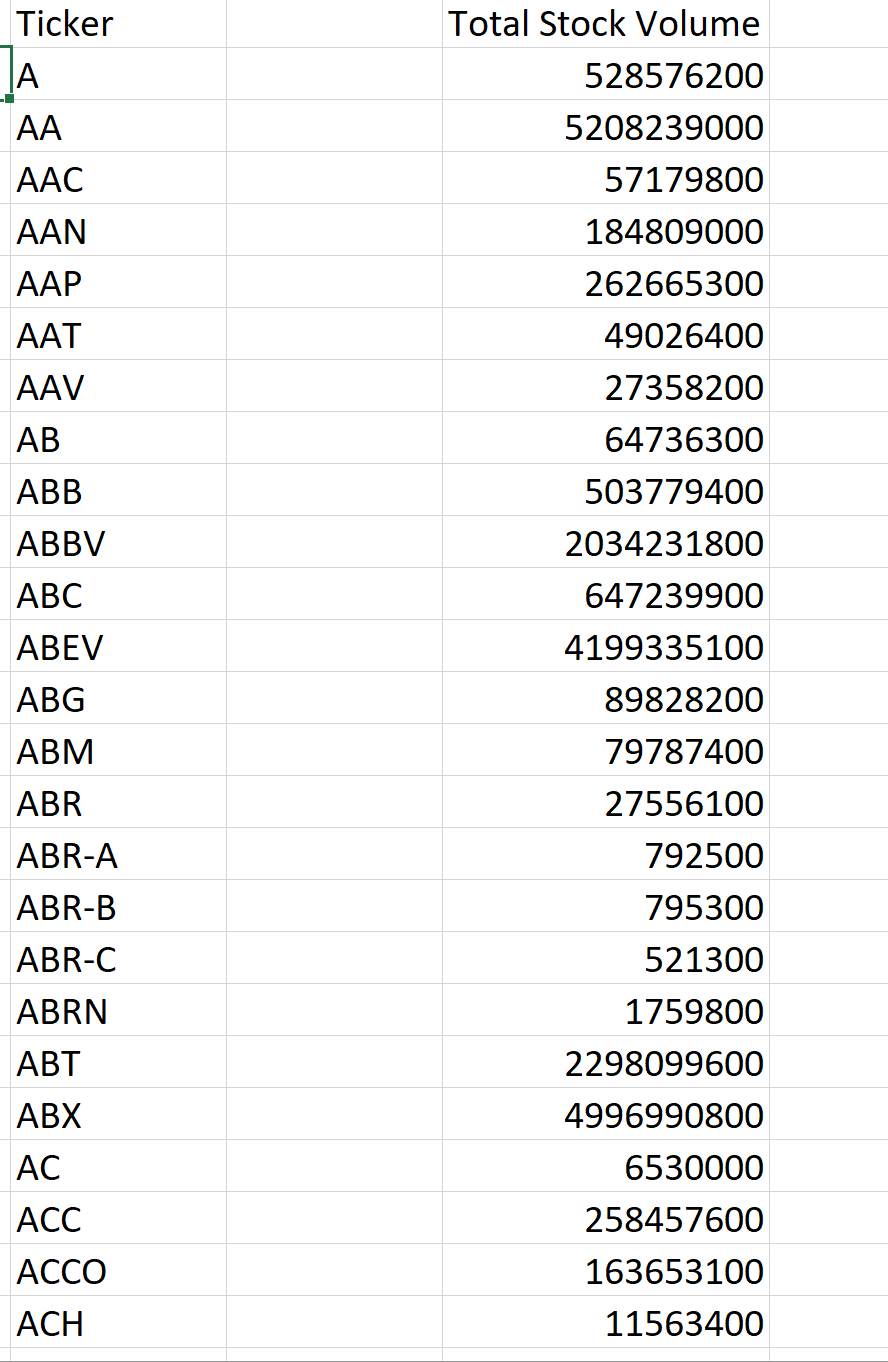 Ticker Total Stock Volume
A 528576200
AA 5208239000
AAC 57179800
AAN 184809000
AAP 262665300
AAT 49026400
AAV 27358200
AB 64736300
ABB 503779400
ABBV 2034231800
ABC 647239900
ABEV 4199335100
ABG 89828200
ABM 79787400
ABR 27556100
ABR-A 792500
ABR-B 795300
ABR-C 521300
ABRN 1759800
ABT 2298099600
ABX 4996990800
AC 6530000
ACC 258457600
ACCO 163653100
ACH 11563400